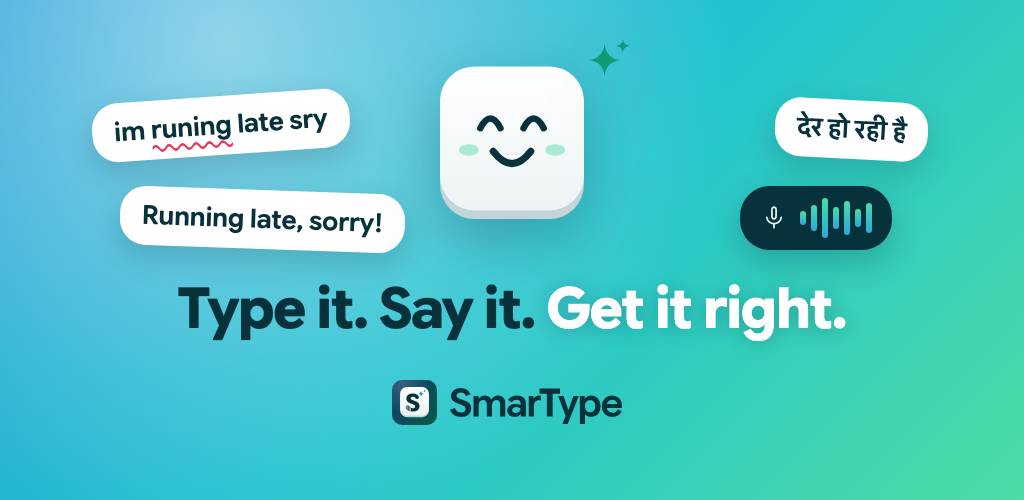 im runing late sry
Running late, sorry!
देर हो रही है
Type it. Say it. Get it right.
S
SmarType